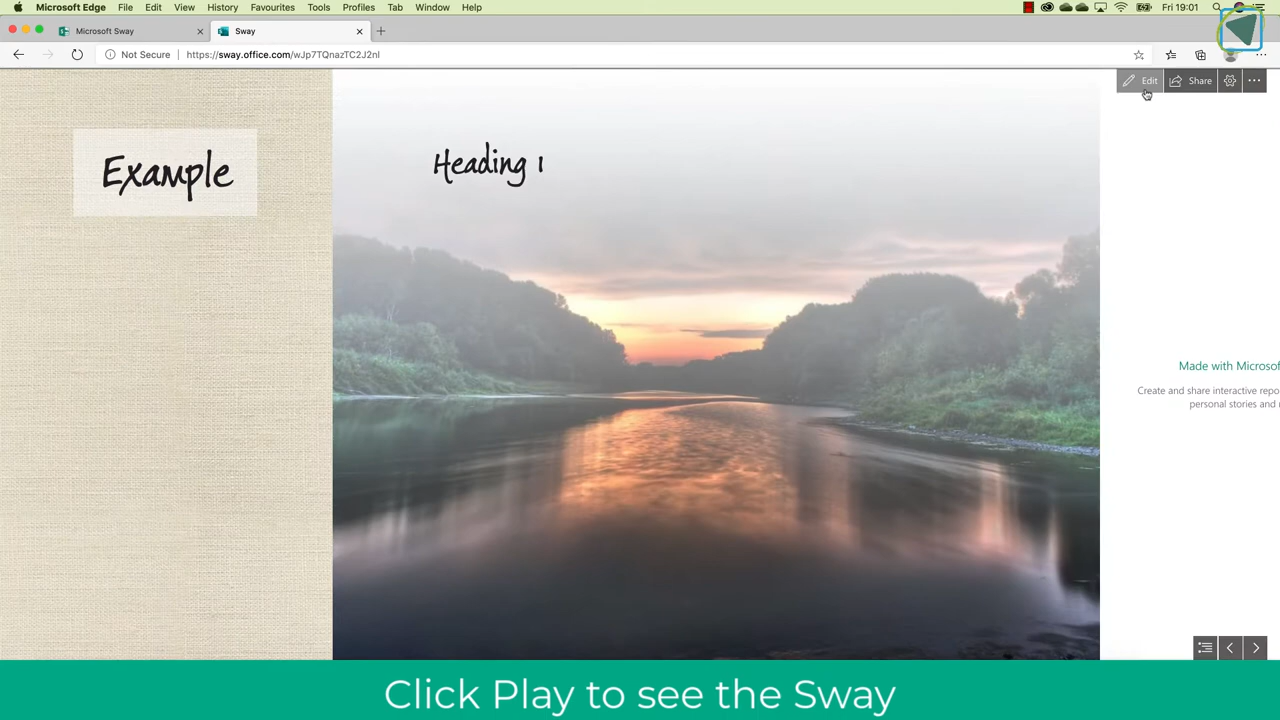 Microsoft Edge File Edit View History Favourites Tools Profiles Tab Window Help Fri 19:01
Microsoft Sway Sway
Not Secure https://sway.office.com/wJp7TQnazTC2J2nl
Edit Share
Example
Heading 1
Made with Microsof
Create and share interactive repo
personal stories and
Click Play to see the Sway